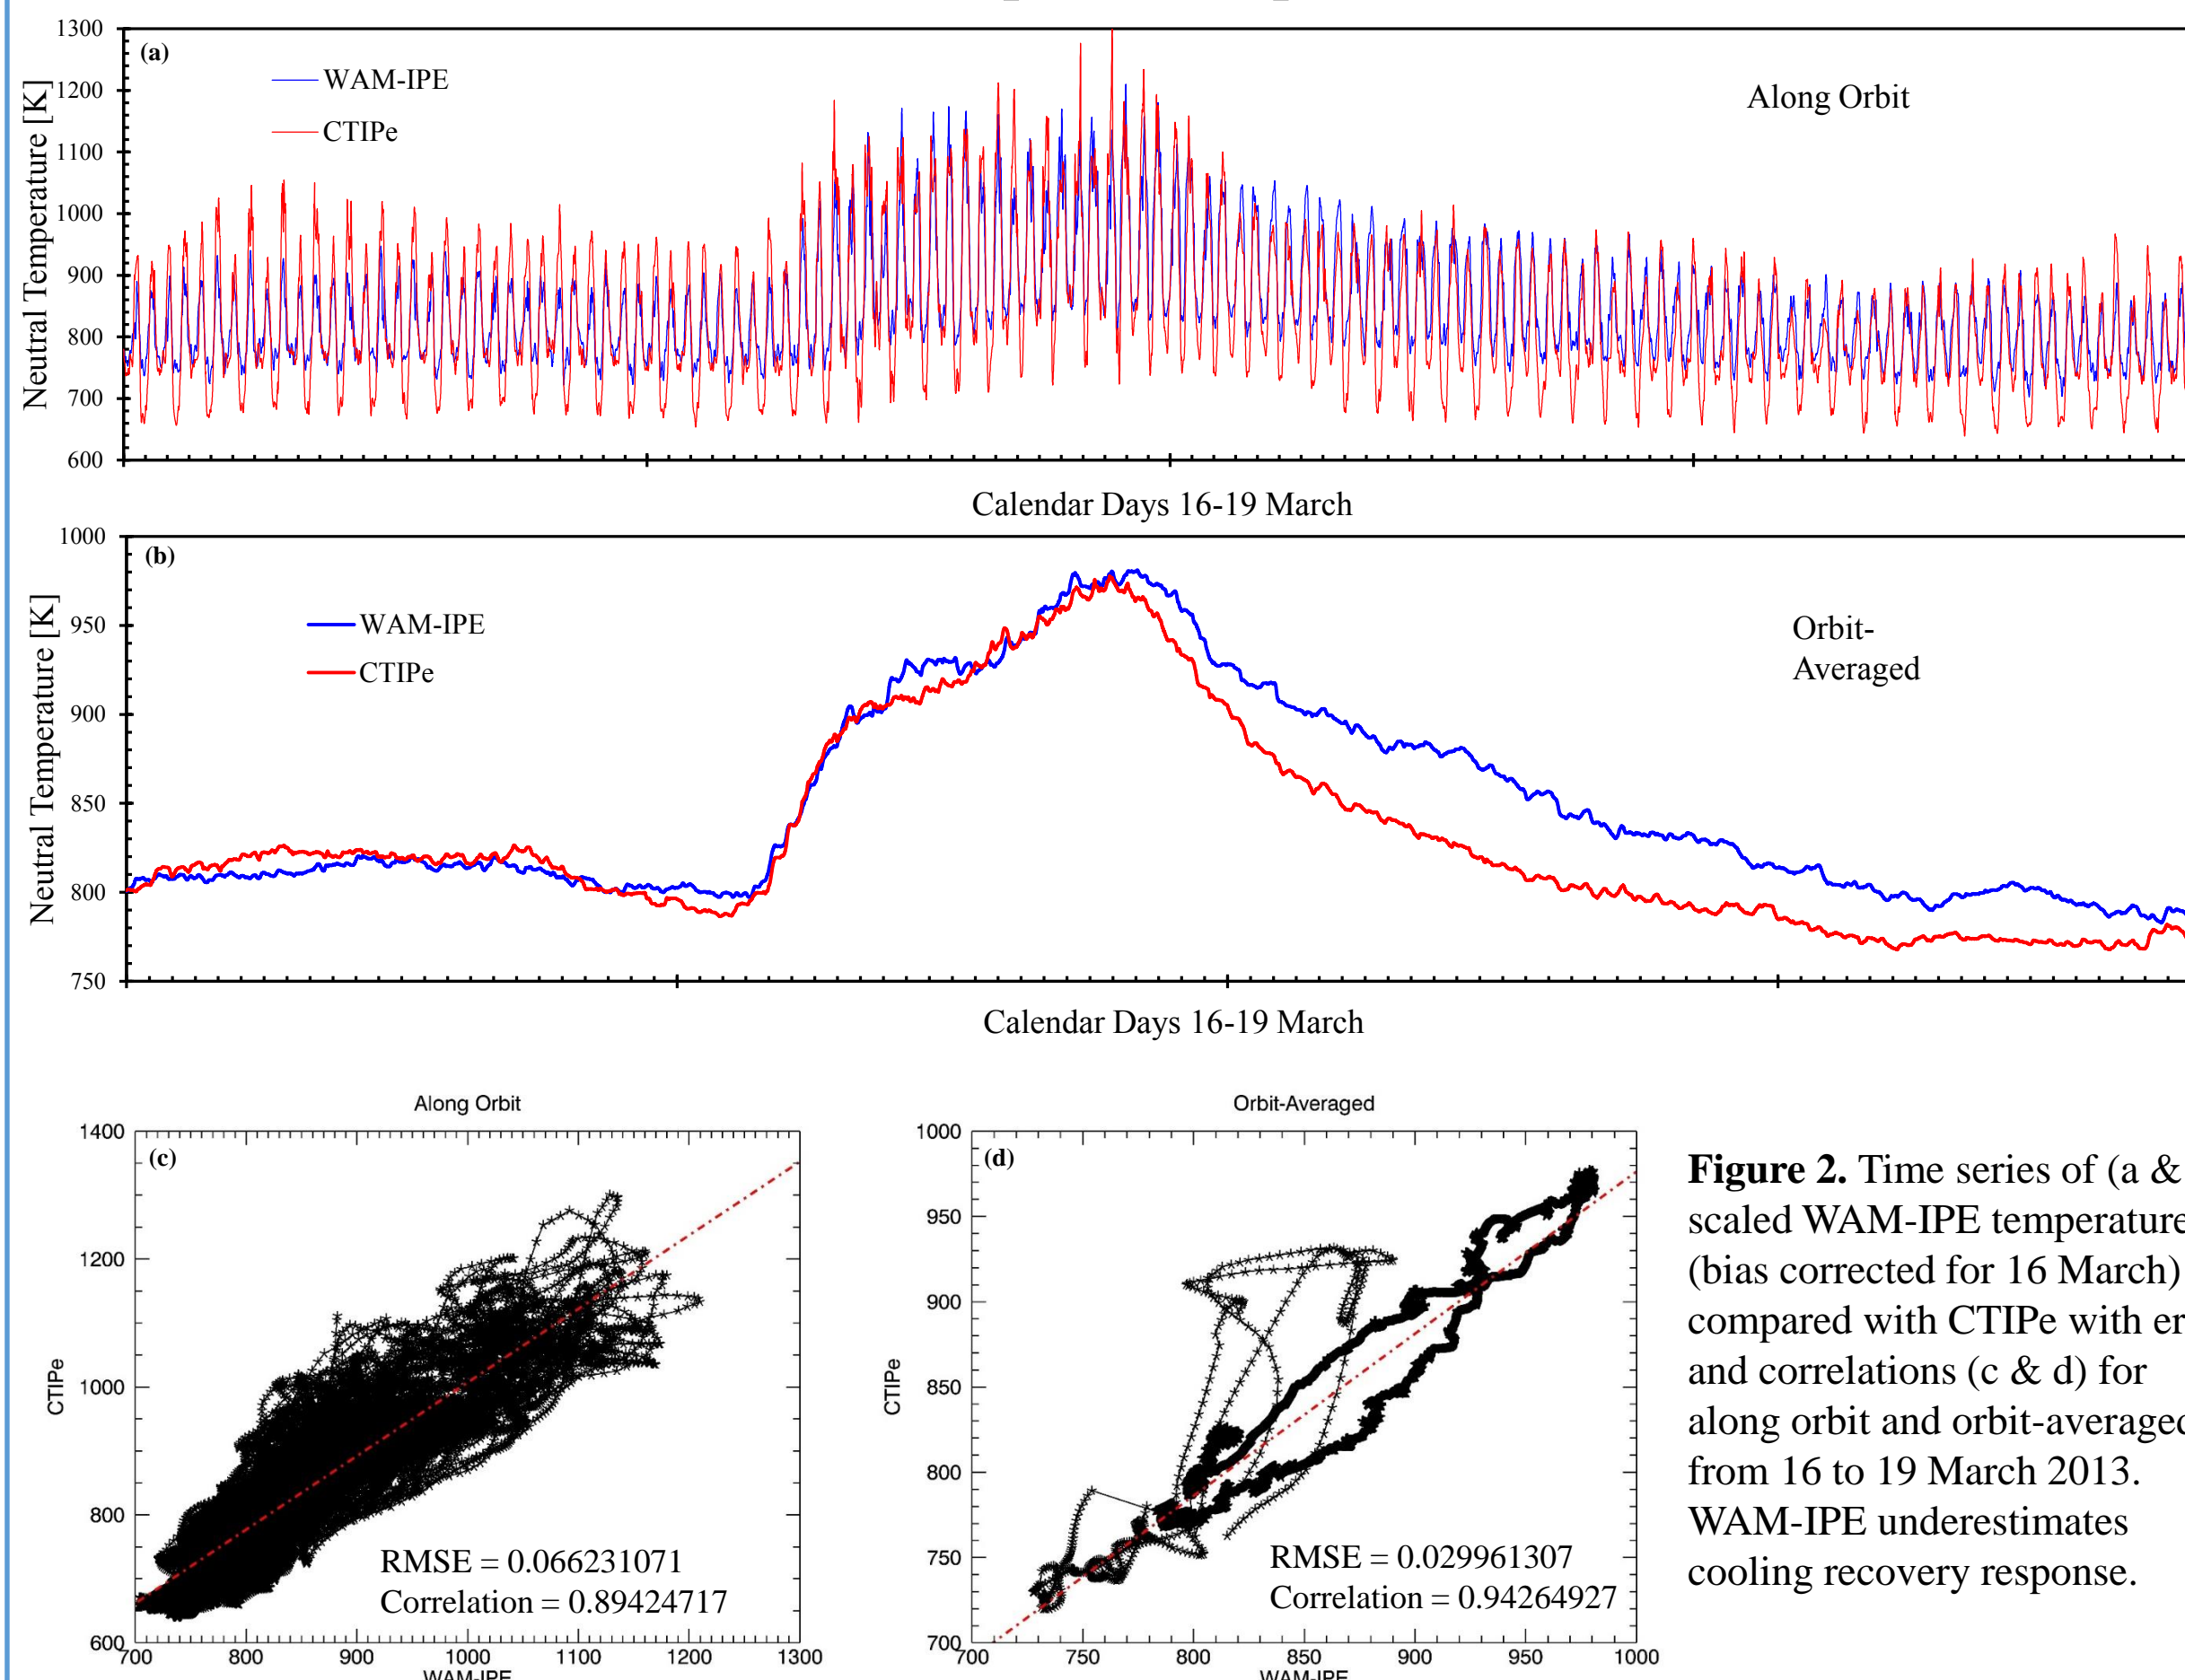 1300
(a)
WAM-IPE
1200
Along Orbit
CTIPe
1100
1000
900
800
700
600
Neutral Temperature [K]
Calendar Days 16-19 March
1000
(b)
WAM-IPE
950
Orbit-
Averaged
CTIPe
900
850
800
750
Neutral Temperature [K]
Calendar Days 16-19 March
Along Orbit
1400
(c)
1200
1000
800
600
CTIPe
RMSE = 0.066231071
Correlation = 0.89424717
700 800 900 1000 1100 1200 1300
WAM-IPE
Orbit-Averaged
1000
(d)
950
900
850
800
750
700
CTIPe
RMSE = 0.029961307
Correlation = 0.94264927
700 750 800 850 900 950 1000
WAM-IPE
Figure 2. Time series of (a &
scaled WAM-IPE temperature
(bias corrected for 16 March)
compared with CTIPe with
and correlations (c & d) for
along orbit and orbit-averaged
from 16 to 19 March 2013.
WAM-IPE underestimates
cooling recovery response.